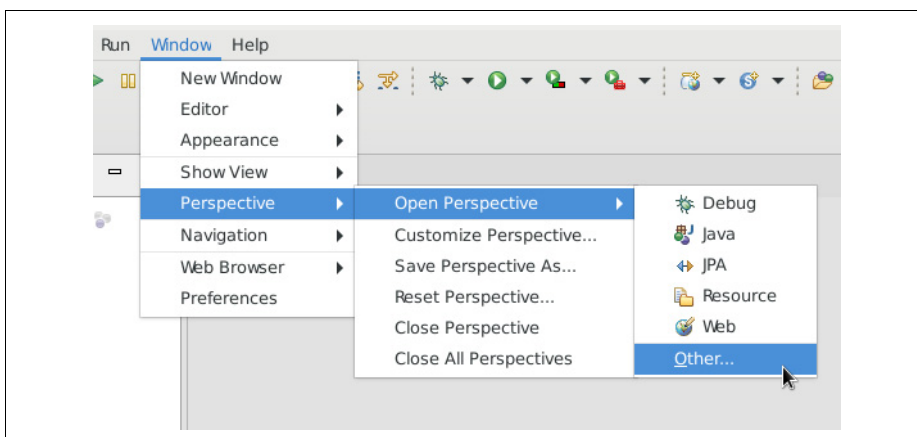 Run Window Help
New Window
Editor
Appearance
Show View
Perspective
Navigation
Web Browser
Preferences
Open Perspective
Customize Perspective...
Save Perspective As...
Reset Perspective...
Close Perspective
Close All Perspectives
Debug
Java
JPA
Resource
Web
Other...